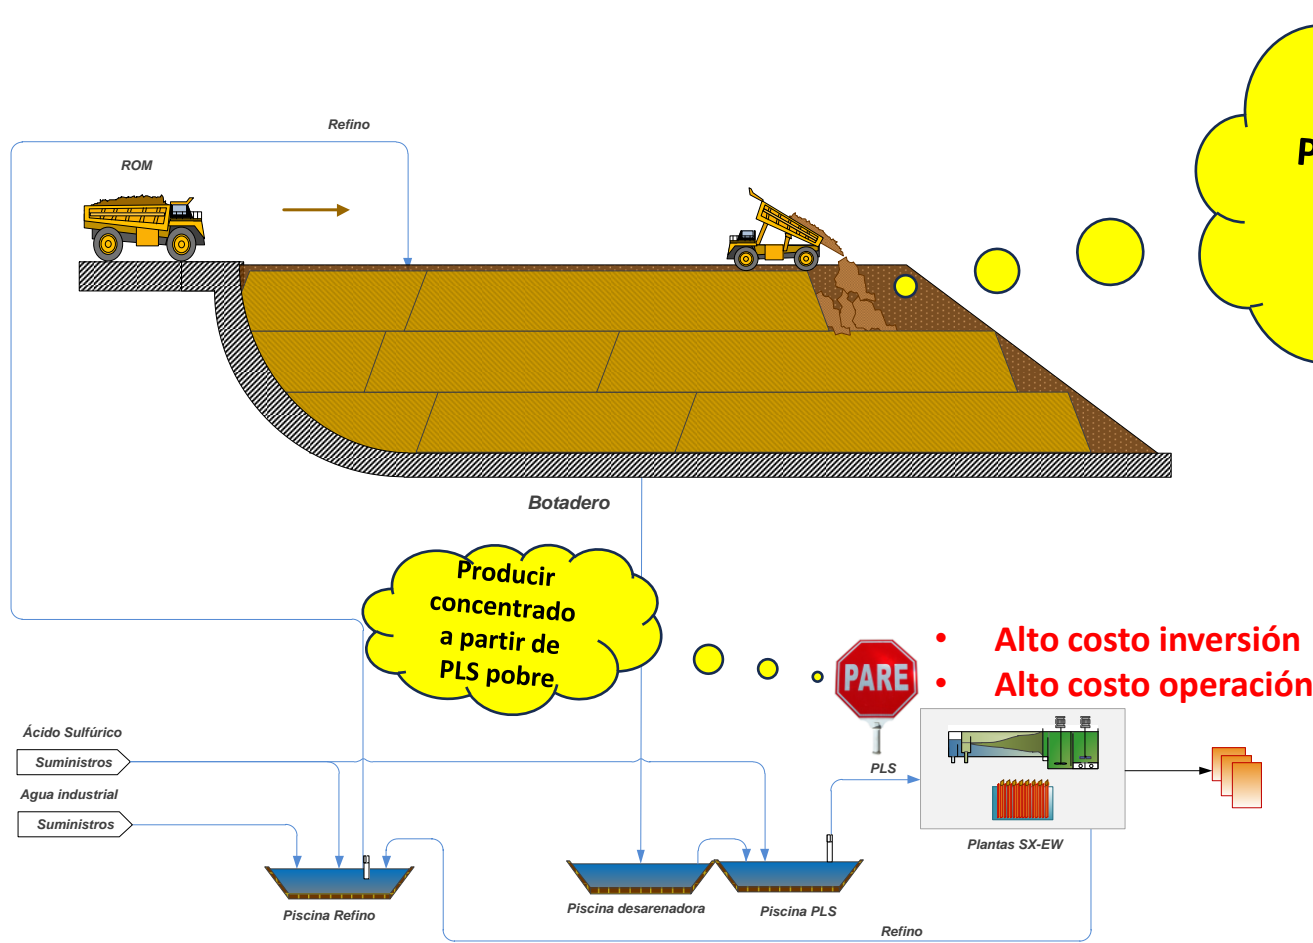 Refino
ROM
P
Botadero
Producir
concentrado
a partir de
PLS pobre
PARE
• Alto costo inversión
• Alto costo operación
Ácido Sulfúrico
Suministros
PLS
Agua industrial
Suministros
Plantas SX-EW
Piscina Refino
Piscina desarenadora
Piscina PLS
Refino